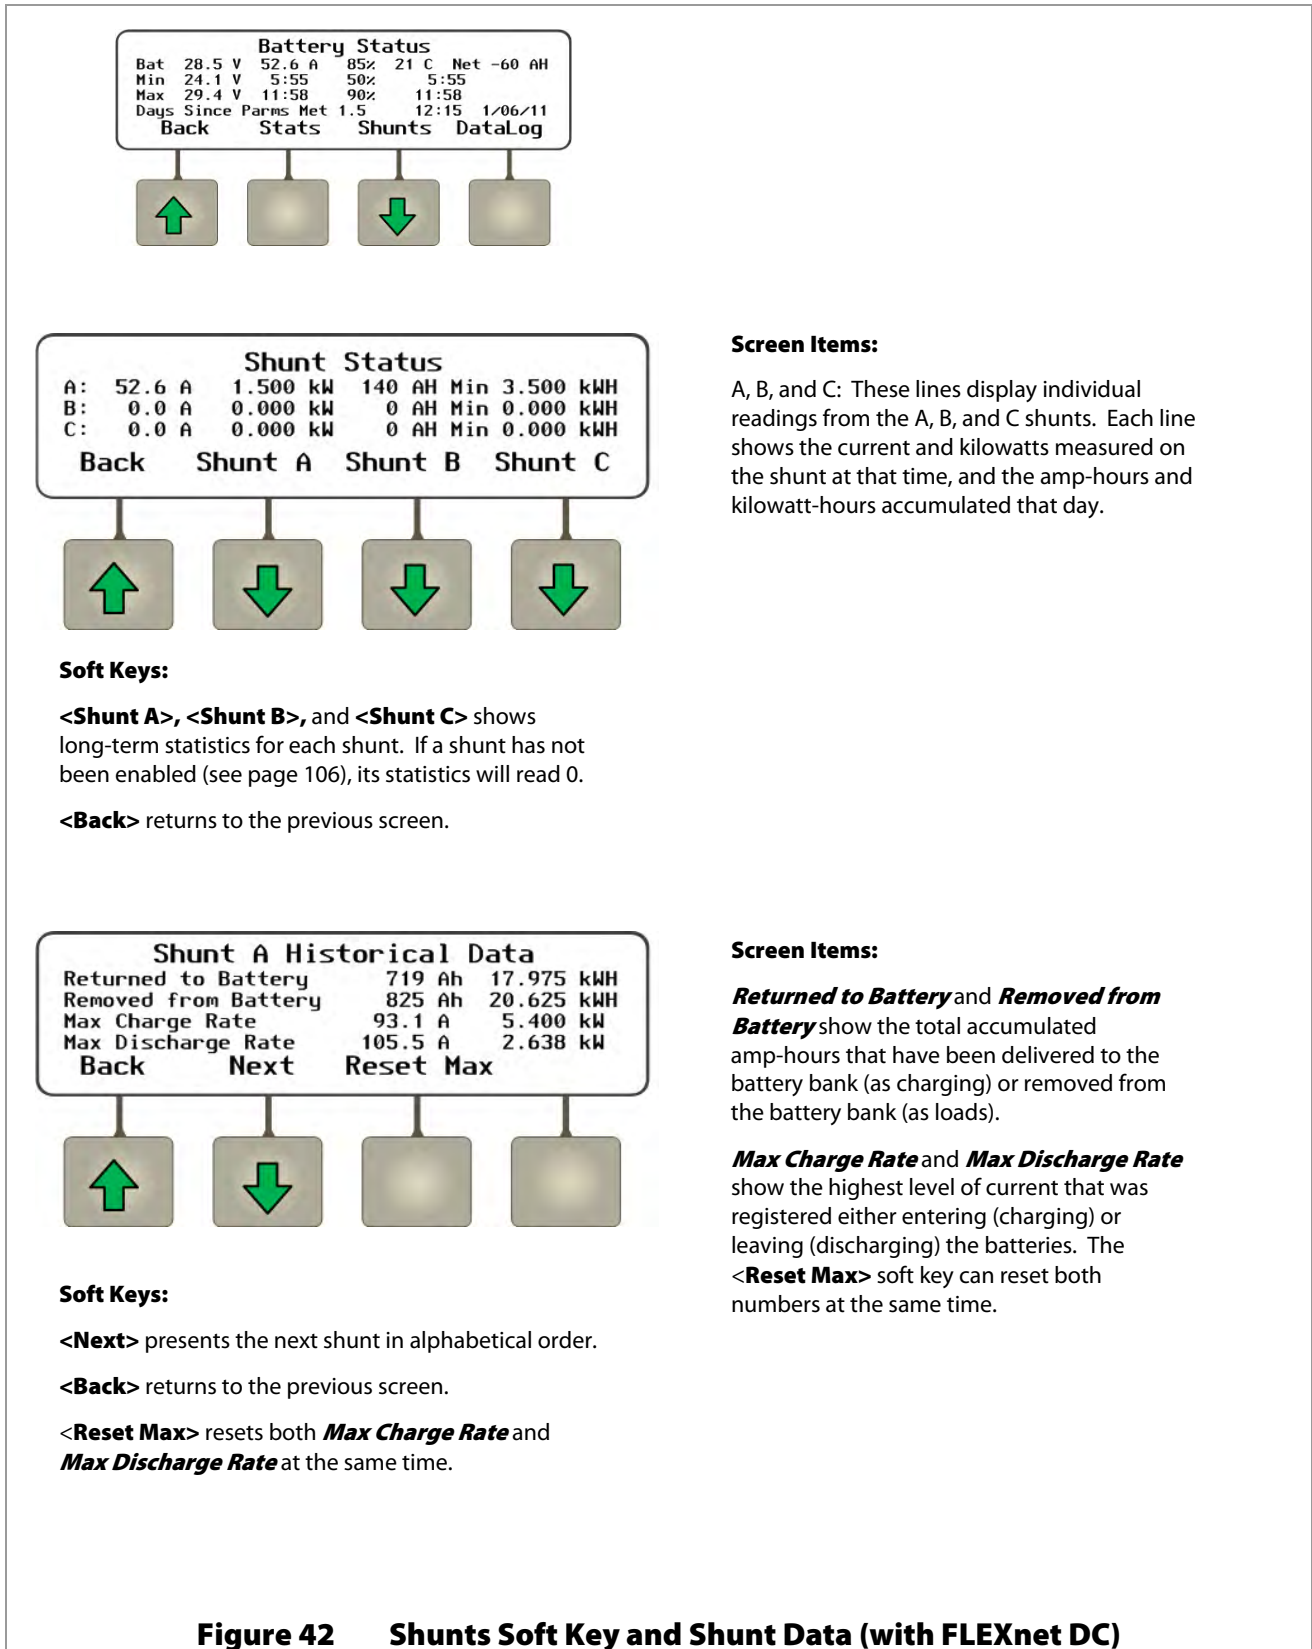 Battery Status
Bat 28.5 V 52.6 A 85% 21 C Net -60 AH
Min 24.1 V 5:55 50% 5:55
Max 29.4 V 11:58 90% 11:58
Days Since Parms Met 1.5 12:15 1/06/11
Back Stats Shunts DataLog
Shunt Status
A: 52.6 A 1.500 kW 140 AH Min 3.500 kWH
B: 0.0 A 0.000 kW 0 AH Min 0.000 kWH
C: 0.0 A 0.000 kW 0 AH Min 0.000 kWH
Back Shunt A Shunt B Shunt C
Screen Items:
A, B, and C: These lines display individual
readings from the A, B, and C shunts. Each line
shows the current and kilowatts measured on
the shunt at that time, and the amp-hours and
kilowatt-hours accumulated that day.
Soft Keys:
<Shunt A>, <Shunt B>, and <Shunt C> shows
long-term statistics for each shunt. If a shunt has not
been enabled (see page 106), its statistics will read 0.
<Back> returns to the previous screen.
Shunt A Historical Data
Returned to Battery 719 Ah 17.975 kWH
Removed from Battery 825 Ah 20.625 kWH
Max Charge Rate 93.1 A 5.400 kW
Max Discharge Rate 105.5 A 2.638 kW
Back Next Reset Max
Screen Items:
Returned to Battery and Removed from
Battery show the total accumulated
amp-hours that have been delivered to the
battery bank (as charging) or removed from
the battery bank (as loads).
Max Charge Rate and Max Discharge Rate
show the highest level of current that was
registered either entering (charging) or
leaving (discharging) the batteries. The
<Reset Max> soft key can reset both
numbers at the same time.
Soft Keys:
<Next> presents the next shunt in alphabetical order.
<Back> returns to the previous screen.
<Reset Max> resets both Max Charge Rate and
Max Discharge Rate at the same time.
Figure 42 Shunts Soft Key and Shunt Data (with FLEXnet DC)